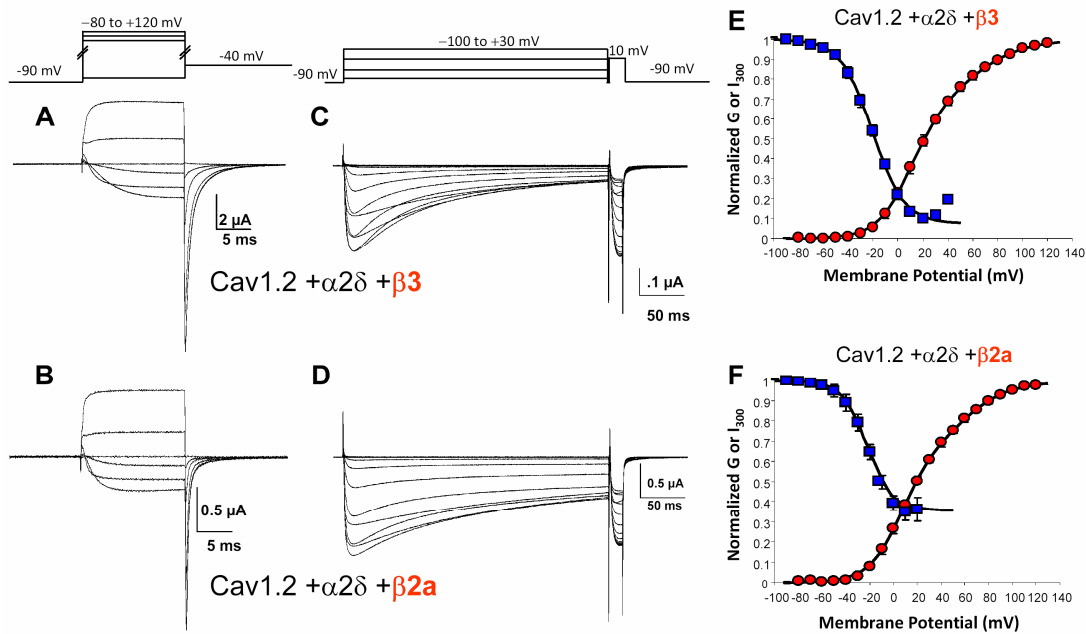 −80 to +120 mV
-90 mV
-40 mV
−100 to +30 mV
-90 mV
10 mV
-90 mV
A
2 µA
5 ms
C
.1 µA
50 ms
Cav1.2 +α2δ +β3
B
0.5 µA
5 ms
D
0.5 µA
50 ms
Cav1.2 +α2δ +β2a
E
Cav1.2 +α2δ +β3
Normalized G or I300
1
0.9
0.8
0.7
0.6
0.5
0.4
0.3
0.2
0.1
0
-100 -80 -60 -40 -20 0 20 40 60 80 100 120 140
Membrane Potential (mV)
F
Cav1.2 +α2δ +β2a
Normalized G or I300
1
0.9
0.8
0.7
0.6
0.5
0.4
0.3
0.2
0.1
0
-100 -80 -60 -40 -20 0 20 40 60 80 100 120 140
Membrane Potential (mV)